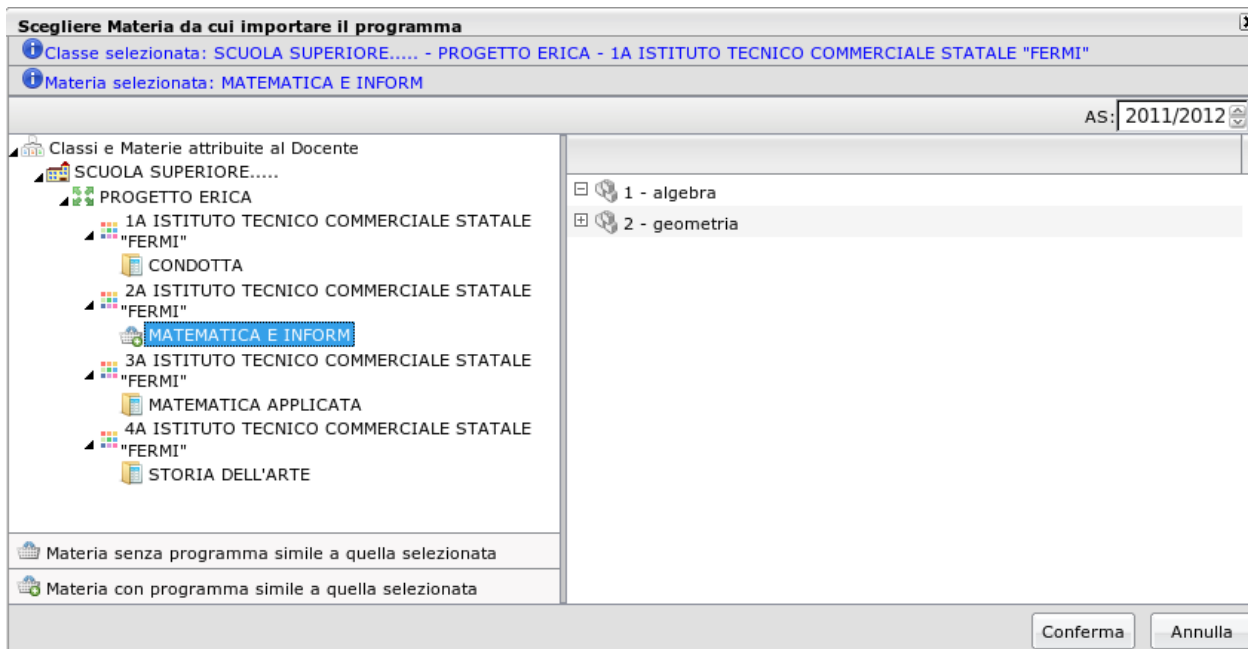 Scegliere Materia da cui importare il programma
Classe selezionata: SCUOLA SUPERIORE..... - PROGETTO ERICA - 1A ISTITUTO TECNICO COMMERCIALE STATALE "FERMI"
Materia selezionata: MATEMATICA E INFORM
AS: 2011/2012
Classi e Materie attribuite al Docente
SCUOLA SUPERIORE.....
PROGETTO ERICA
1A ISTITUTO TECNICO COMMERCIALE STATALE
"FERMI"
CONDOTTA
2A ISTITUTO TECNICO COMMERCIALE STATALE
"FERMI"
MATEMATICA E INFORM
3A ISTITUTO TECNICO COMMERCIALE STATALE
"FERMI"
MATEMATICA APPLICATA
4A ISTITUTO TECNICO COMMERCIALE STATALE
"FERMI"
STORIA DELL'ARTE
Materia senza programma simile a quella selezionata
Materia con programma simile a quella selezionata
1 - algebra
2 - geometria
Conferma
Annulla